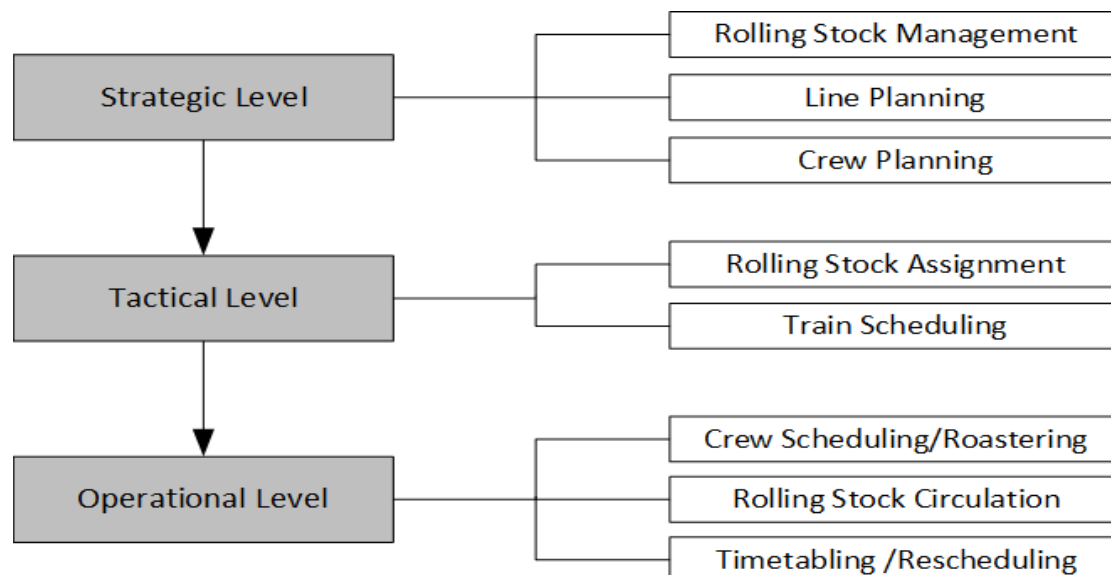 Strategic Level
Rolling Stock Management
Line Planning
Crew Planning
Tactical Level
Rolling Stock Assignment
Train Scheduling
Operational Level
Crew Scheduling/Roastering
Rolling Stock Circulation
Timetabling /Rescheduling